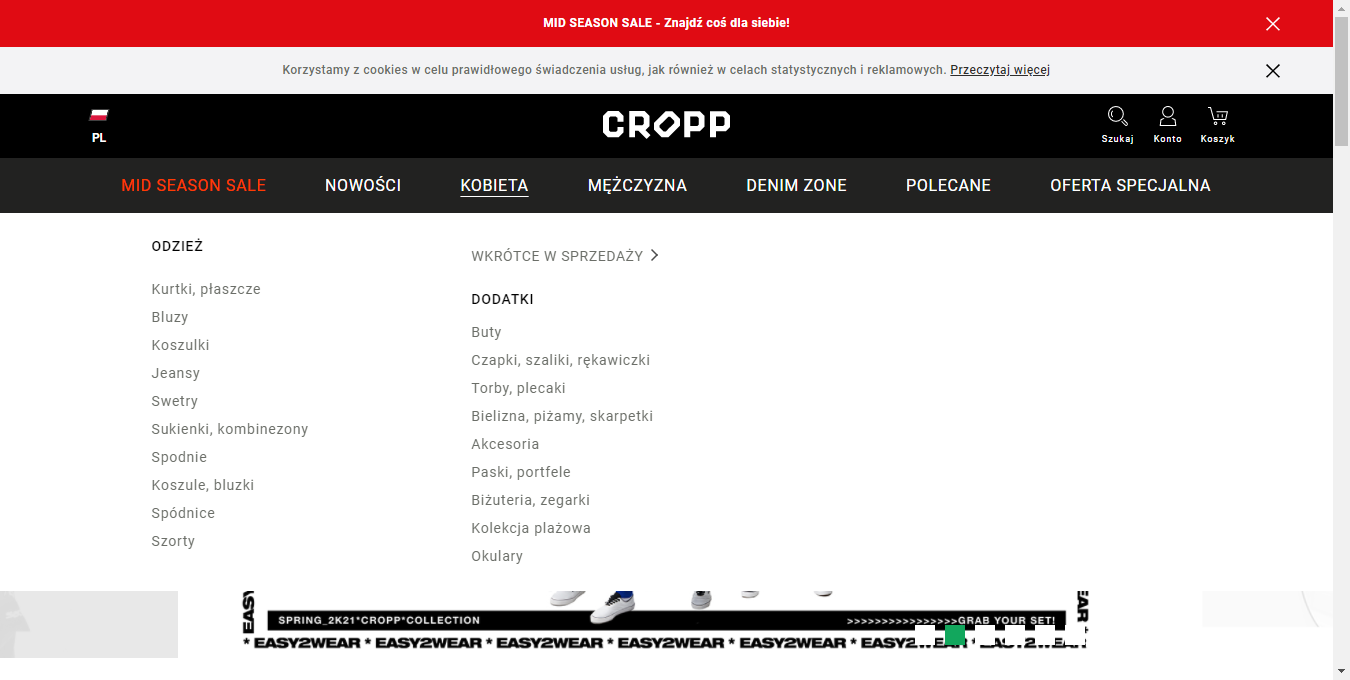 MID SEASON SALE - Znajdź coś dla siebie!
Korzystamy z cookies w celu prawidłowego świadczenia usług, jak również w celach statystycznych i reklamowych. Przeczytaj więcej
PL
CROPP
Szukaj
Konto
Koszyk
MID SEASON SALE
NOWOŚCI
KOBIETA
MĘŻCZYZNA
DENIM ZONE
POLECANE
OFERTA SPECJALNA
ODZIEŻ
Kurtki, płaszcze
Bluzy
Koszulki
Jeansy
Swetry
Sukienki, kombinezony
Spodnie
Koszule, bluzki
Spódnice
Szorty
WKRÓTCE W SPRZEDAŻY
DODATKI
Buty
Czapki, szaliki, rękawiczki
Torby, plecaki
Bielizna, piżamy, skarpetki
Akcesoria
Paski, portfele
Biżuteria, zegarki
Kolekcja plażowa
Okulary
SPRING_2K21*CROPP*COLLECTION
>>>>>>>>>>>>>>>>GRAB YOUR SET!
* EASY2WEAR * EASY2WEAR * EASY2WEAR * EASY2WEAR * EASY2WEAR * EASY2WEAR * EASY2WEAR